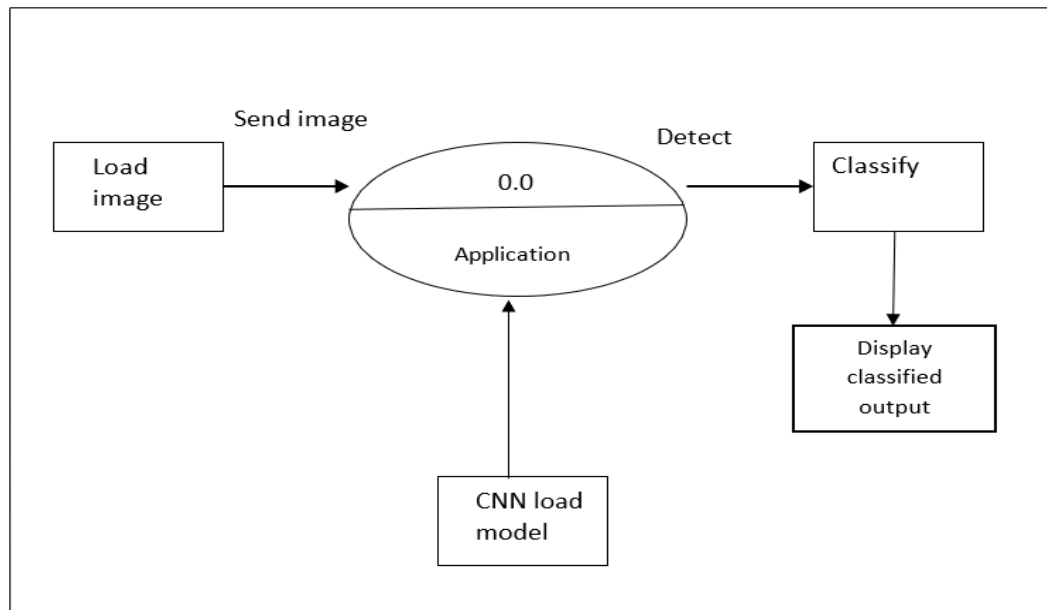 Send image
Load
image
0.0
Application
Detect
Classify
Display
classified
output
CNN load
model